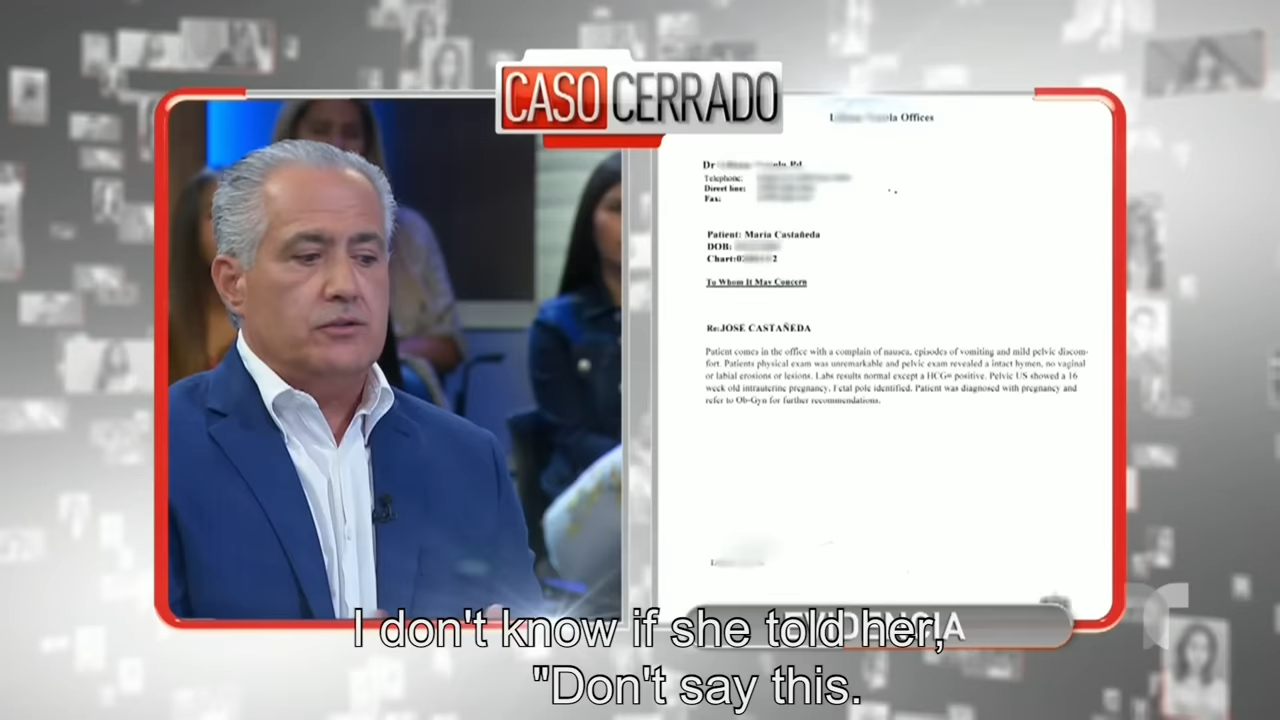 CASO CERRADO
Offices
Dr
Telephone:
Direct line:
Fax:
Patient: Maria Castañeda
DOB:
Chart:0 2
To Whom It May Concern
Re:JOSE CASTAÑEDA
Patient comes in the office with a complain of nausea, episodes of vomiting and mild pelvic discom-
fort. Patients physical exam was unremarkable and pelvic exam revealed a intact hymen, no vaginal
or labial erosions or lesions. Labs results normal except a HCG= positive. Pelvic US showed a 16
week old intrauterine pregnancy. Fetal pole identified. Patient was diagnosed with pregnancy and
refer to Ob-Gyn for further recommendations.
EVIDENCIA
I don't know if she told her,
"Don't say this.